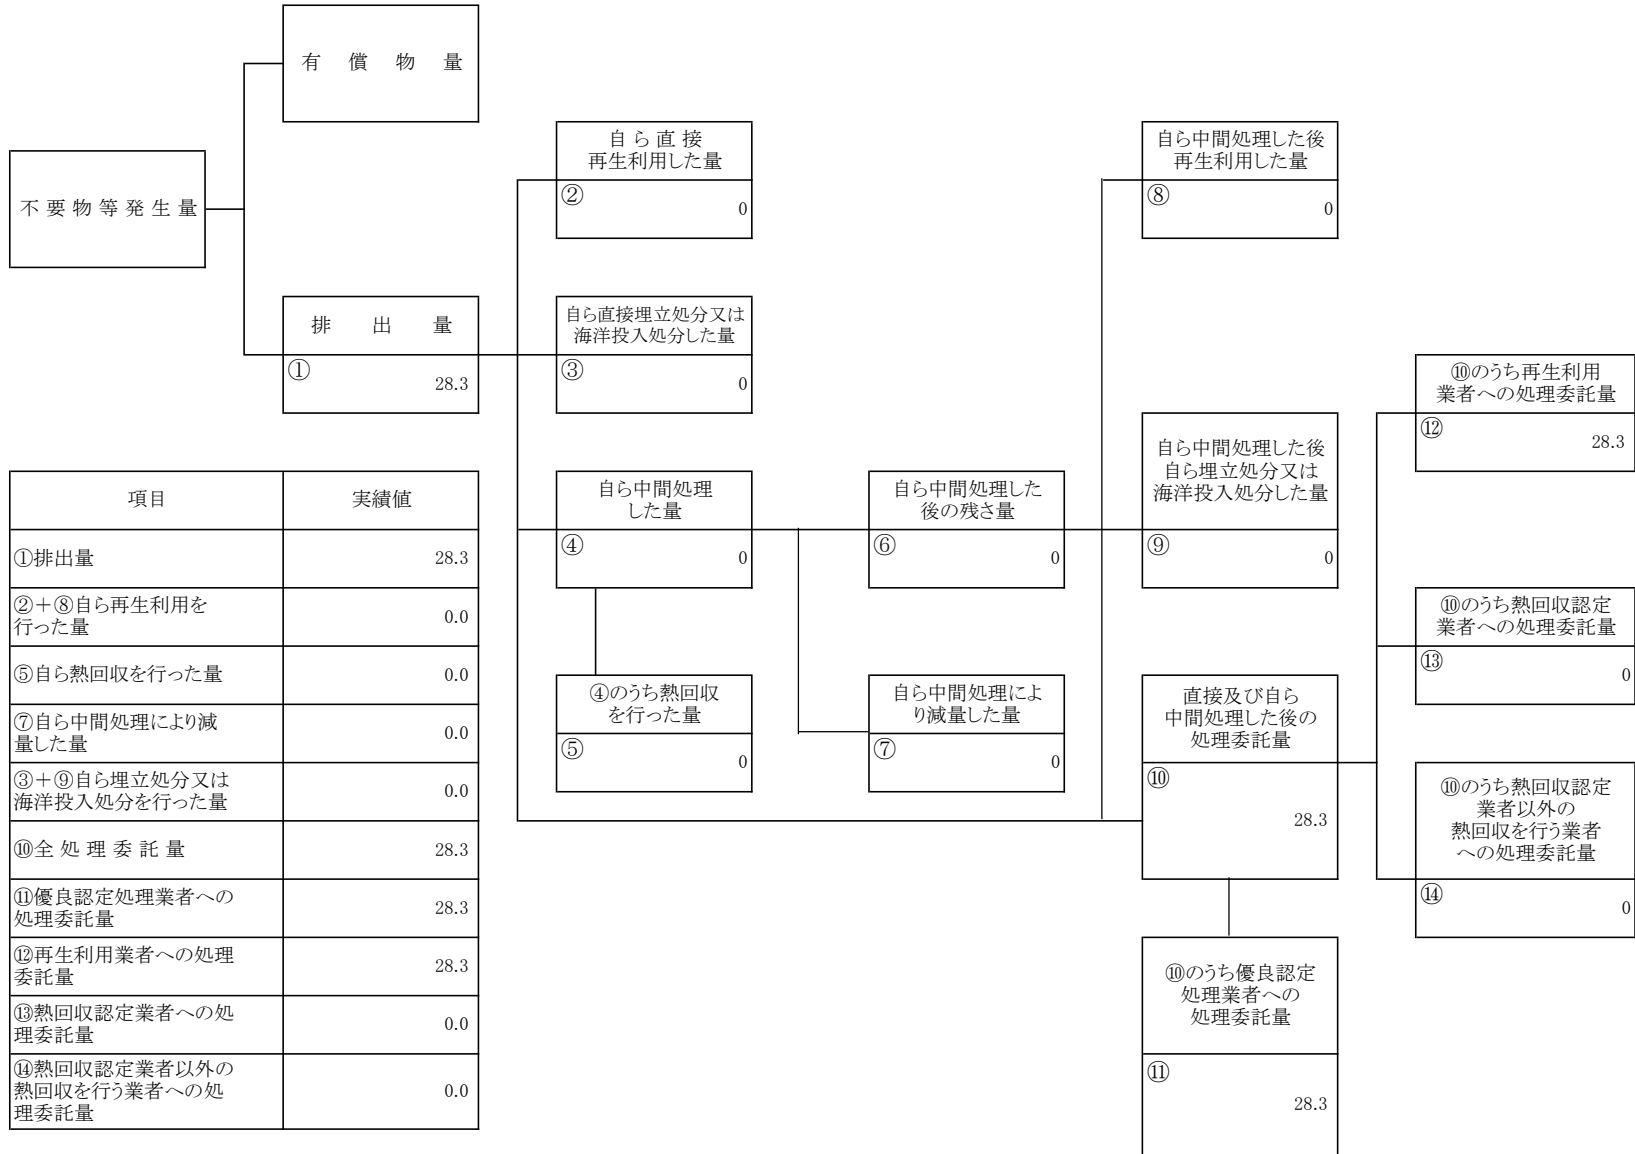 有 償 物 量
不 要 物 等 発 生 量
排 出 量
①
28.3
自 ら 直 接
再生利用した量
②
0
自ら直接埋立処分又は
海洋投入処分した量
③
0
自ら中間処理
した量
④
0
④のうち熱回収
を行った量
⑤
0
自ら中間処理した
後の残さ量
⑥
0
自ら中間処理によ
り減量した量
⑦
0
自ら中間処理した後
再生利用した量
⑧
0
自ら中間処理した後
自ら埋立処分又は
海洋投入処分した量
⑨
0
直接及び自ら
中間処理した後の
処理委託量
⑩
28.3
⑩のうち優良認定
処理業者への
処理委託量
⑪
28.3
⑩のうち再生利用
業者への処理委託量
⑫
28.3
⑩のうち熱回収認定
業者への処理委託量
⑬
0
⑩のうち熱回収認定
業者以外の
熱回収を行う業者
への処理委託量
⑭
0
項目 実績値
①排出量 28.3
②+⑧自ら再生利用を
行った量 0.0
⑤自ら熱回収を行った量 0.0
⑦自ら中間処理により減
量した量 0.0
③+⑨自ら埋立処分又は
海洋投入処分を行った量 0.0
⑩全 処 理 委 託 量 28.3
⑪優良認定処理業者への
処理委託量 28.3
⑫再生利用業者への処理
委託量 28.3
⑬熱回収認定業者への処
理委託量 0.0
⑭熱回収認定業者以外の
熱回収を行う業者への処
理委託量 0.0